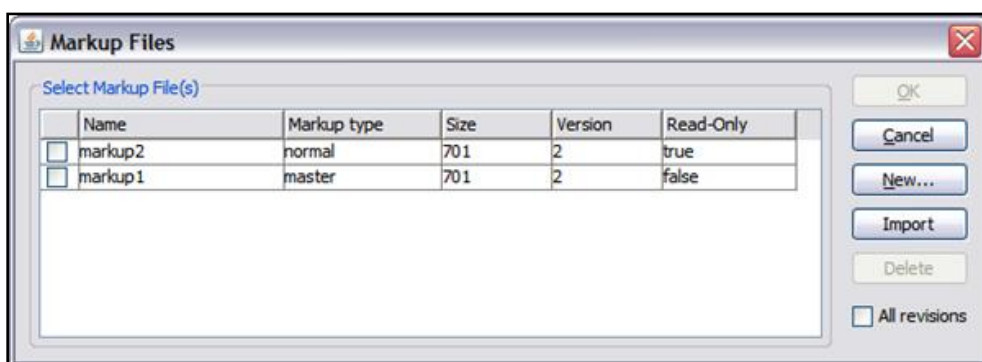 Markup Files
Select Markup File(s)
Name Markup type Size Version Read-Only
markup2 normal 701 2 true
markup1 master 701 2 false
OK
Cancel
New...
Import
Delete
All revisions